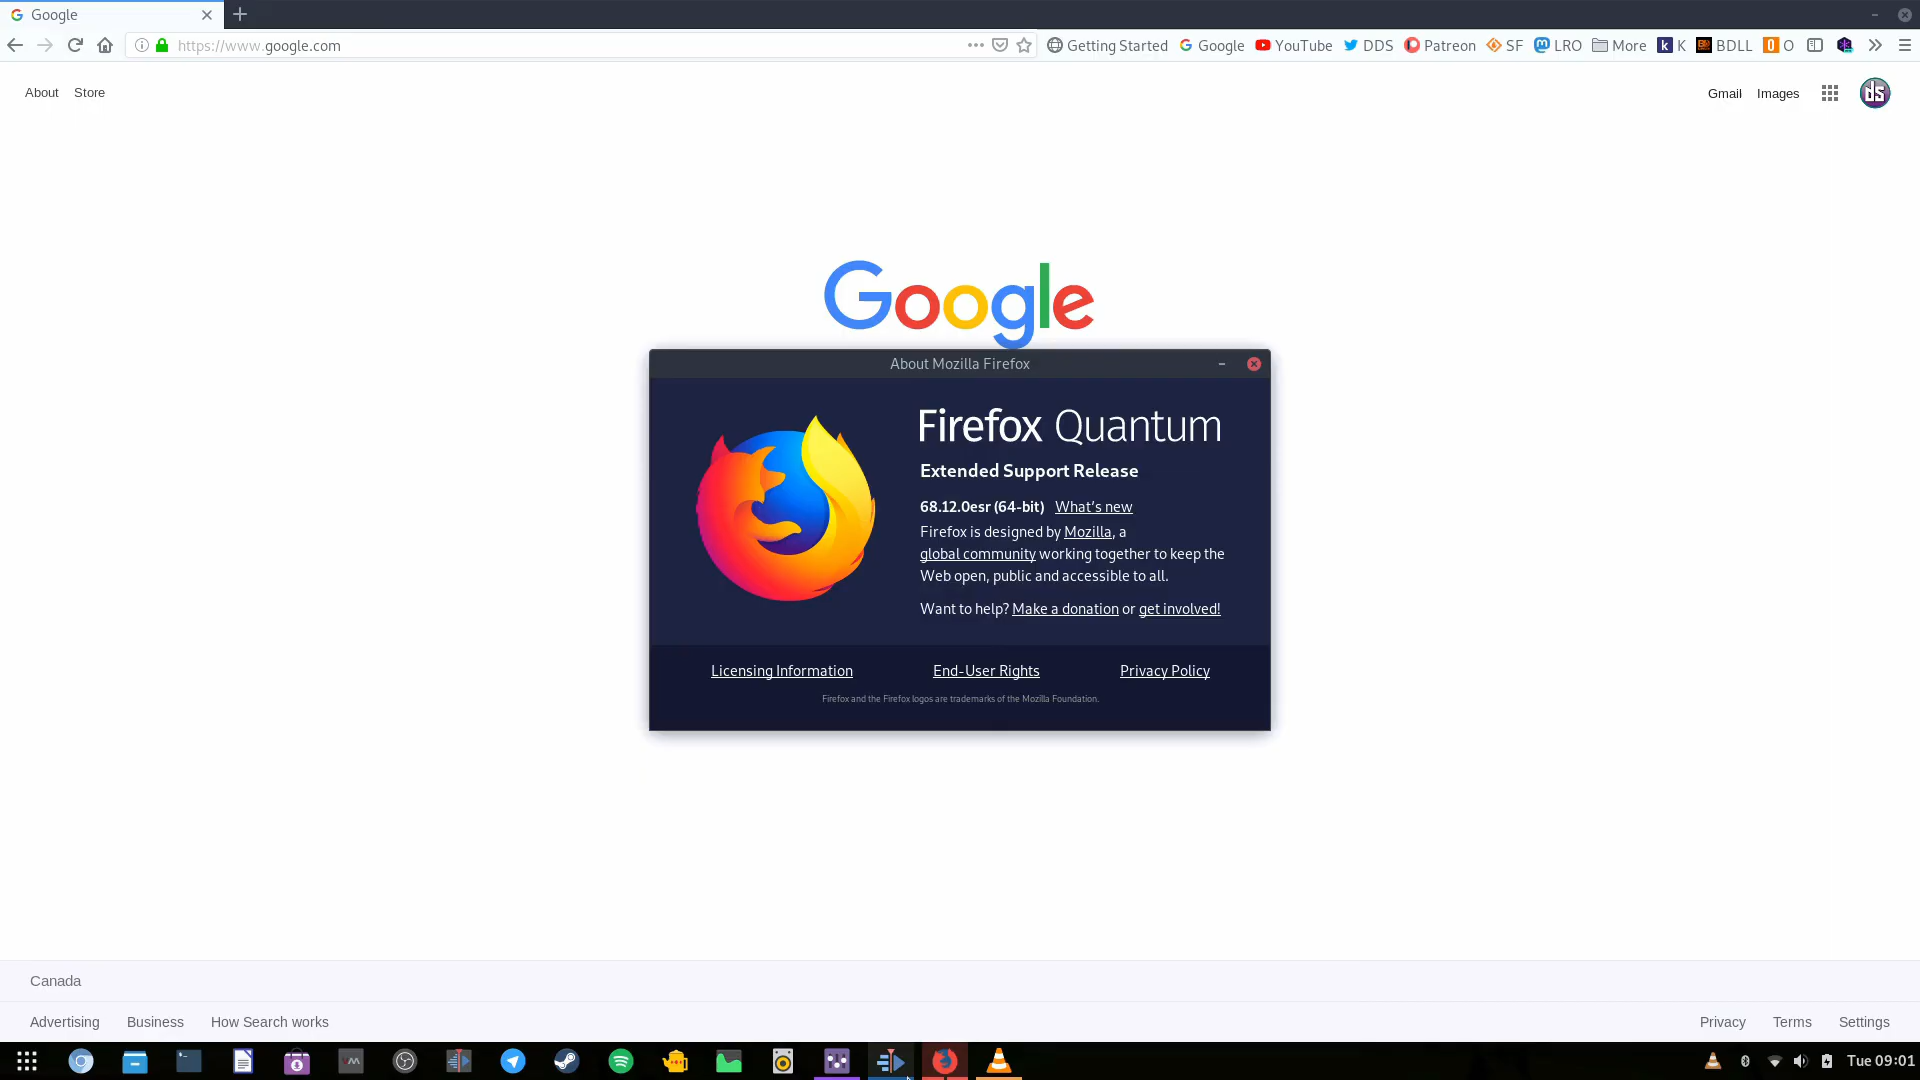 Google
https://www.google.com
Getting Started Google YouTube DDS Patreon SF LRO More K BDLL O
About Store
Gmail Images
ds
Google
About Mozilla Firefox
Firefox Quantum
Extended Support Release
68.12.0esr (64-bit) What's new
Firefox is designed by Mozilla, a
global community working together to keep the
Web open, public and accessible to all.
Want to help? Make a donation or get involved!
Licensing Information End-User Rights Privacy Policy
Firefox and the Firefox logos are trademarks of the Mozilla Foundation.
Canada
Advertising Business How Search works
Privacy Terms Settings
Tue 09:01